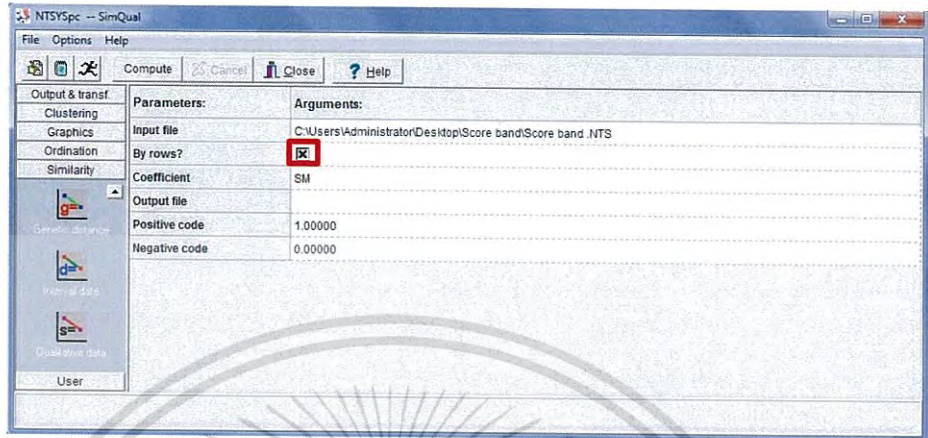 NTSYSpc -- SimQual
File Options Help
Compute Cancel Close ? Help
Output & transf.
Clustering
Graphics
Ordination
Similarity
g=
Genetic distance
d=
Interval data
s=
Qualitative data
User
Parameters: Arguments:
Input file C:\Users\Administrator\Desktop\Score band\Score band .NTS
By rows?
Coefficient SM
Output file
Positive code 1.00000
Negative code 0.00000